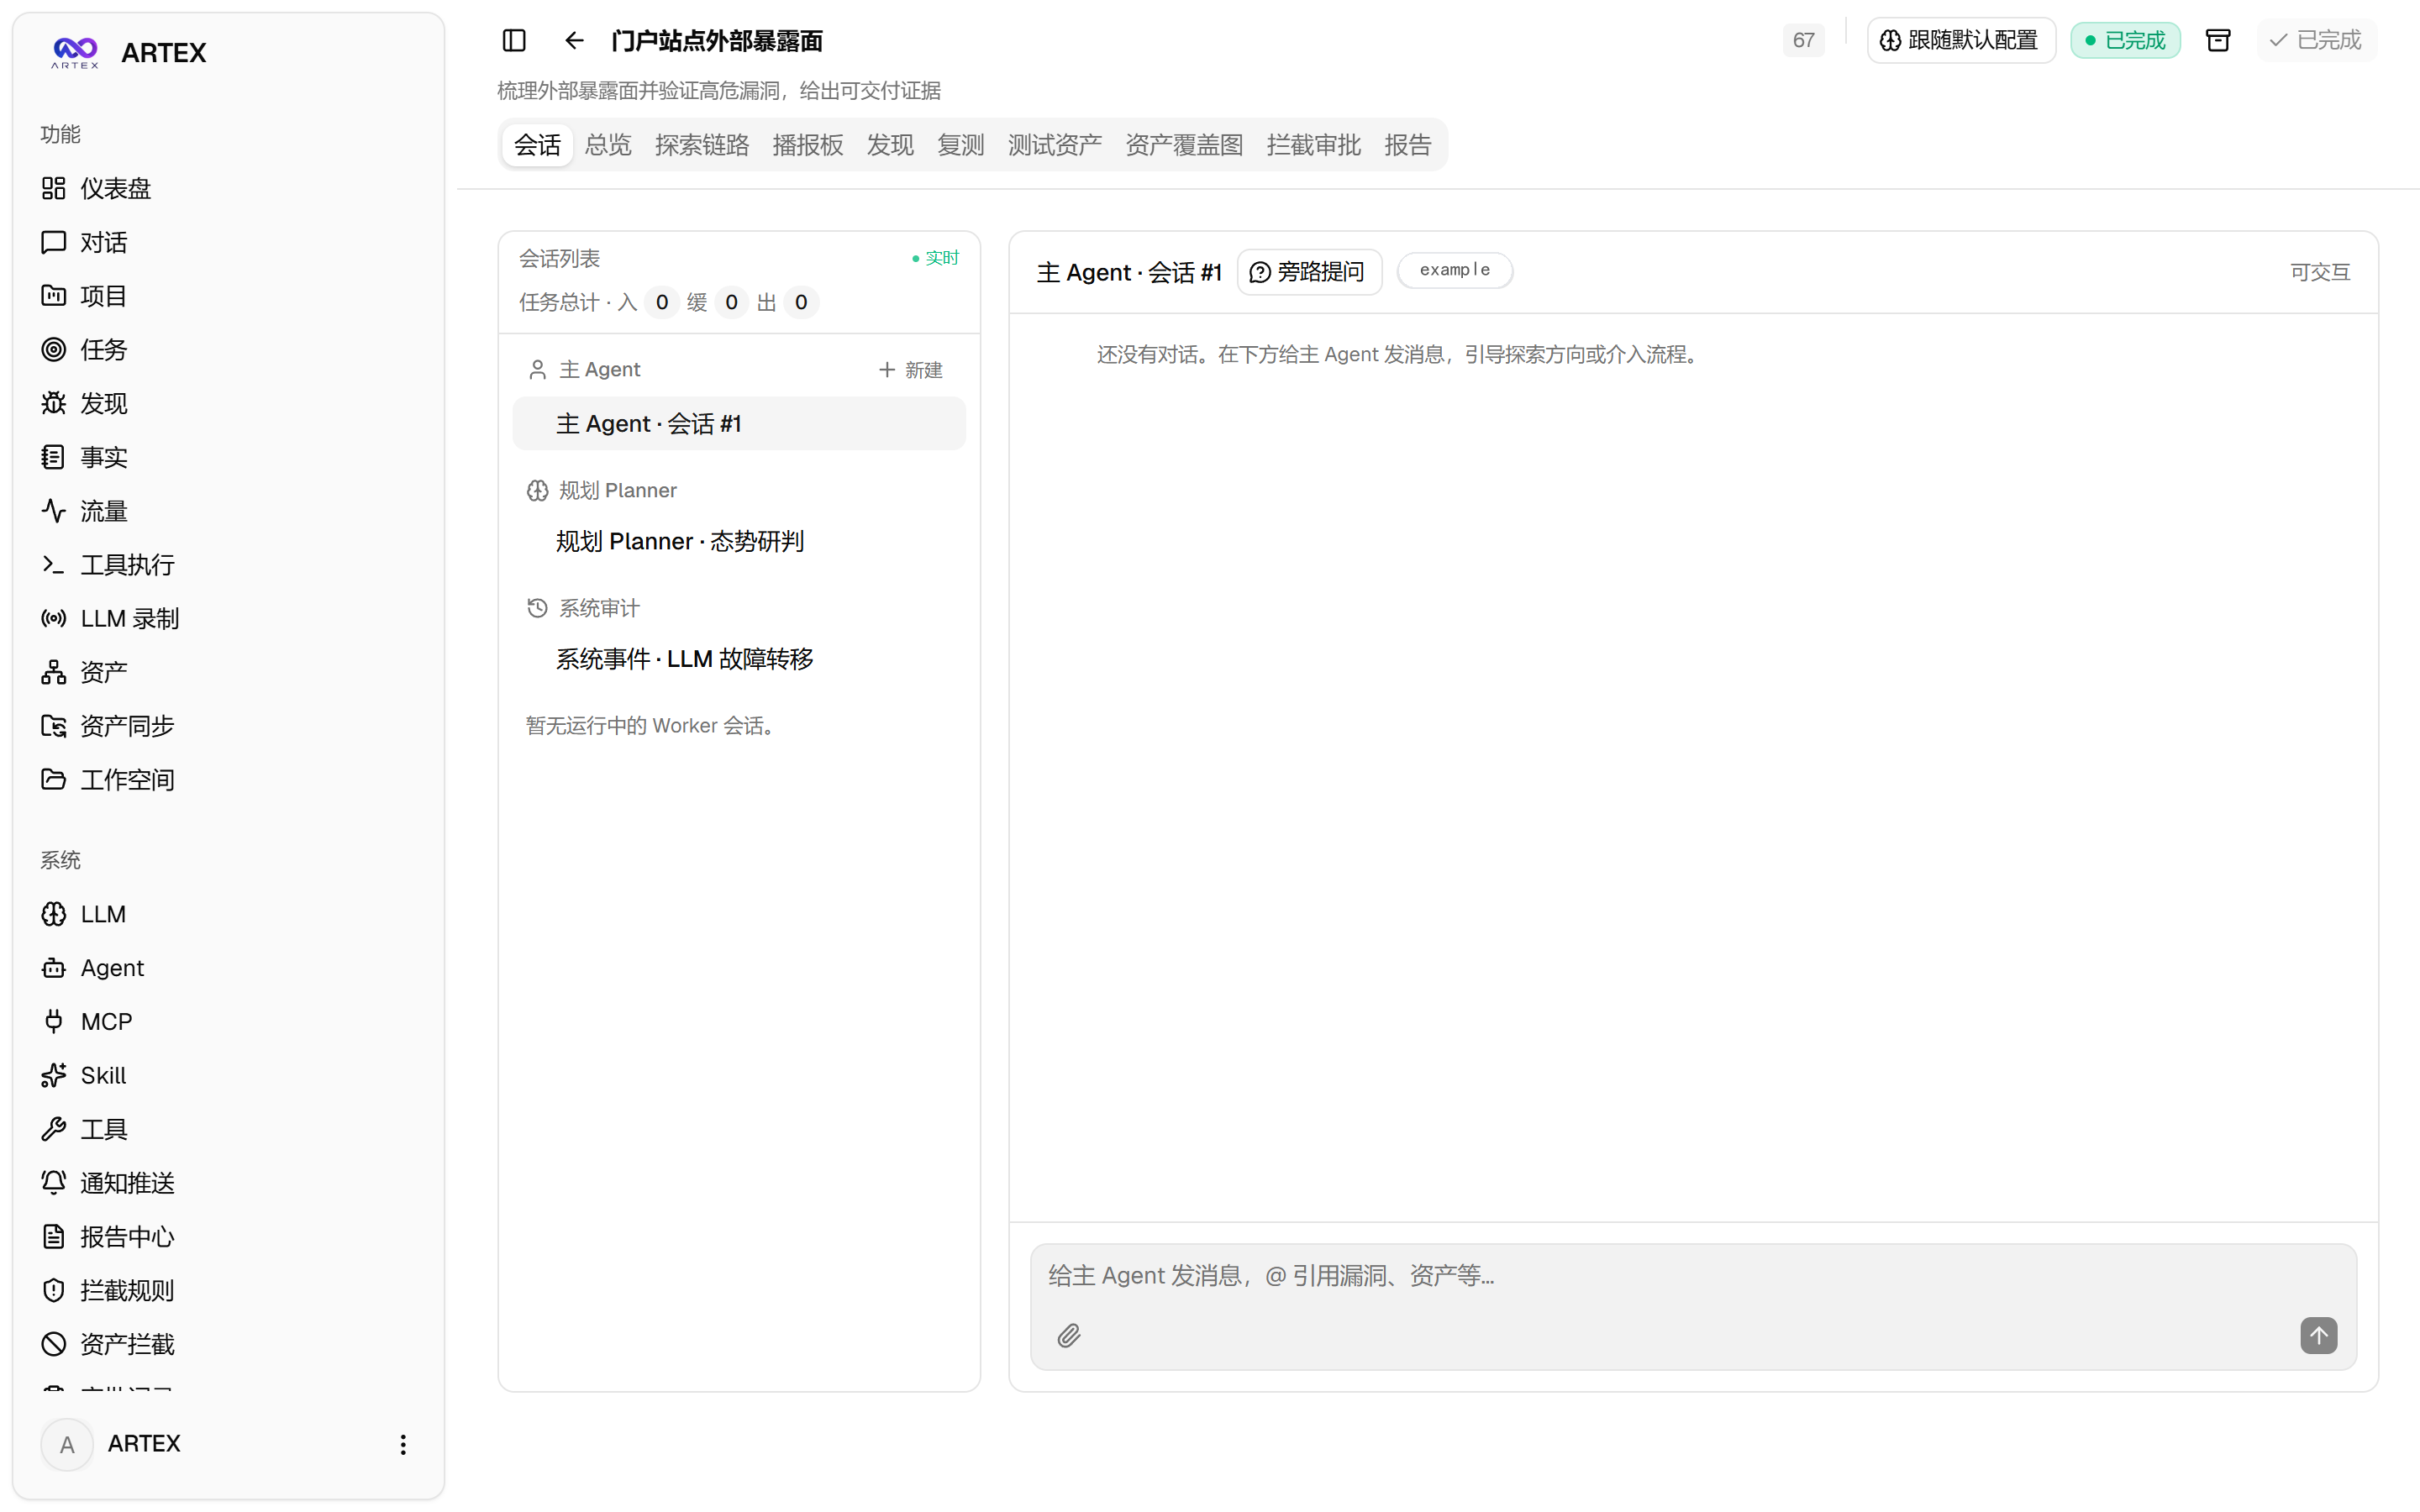 ARTEX
ARTEX
功能
仪表盘
对话
项目
任务
发现
事实
流量
工具执行
LLM 录制
资产
资产同步
工作空间
系统
LLM
Agent
MCP
Skill
工具
通知推送
报告中心
拦截规则
资产拦截
A
ARTEX
门户站点外部暴露面
67
跟随默认配置
已完成
已完成
梳理外部暴露面并验证高危漏洞，给出可交付证据
会话 总览 探索链路 播报板 发现 复测 测试资产 资产覆盖图 拦截审批 报告
会话列表
实时
任务总计 · 入 0 缓 0 出 0
主 Agent
新建
主 Agent · 会话 #1
规划 Planner
规划 Planner · 态势研判
系统审计
系统事件 · LLM 故障转移
暂无运行中的 Worker 会话。
主 Agent · 会话 #1
旁路提问
example
可交互
还没有对话。在下方给主 Agent 发消息，引导探索方向或介入流程。
给主 Agent 发消息，@ 引用漏洞、资产等...